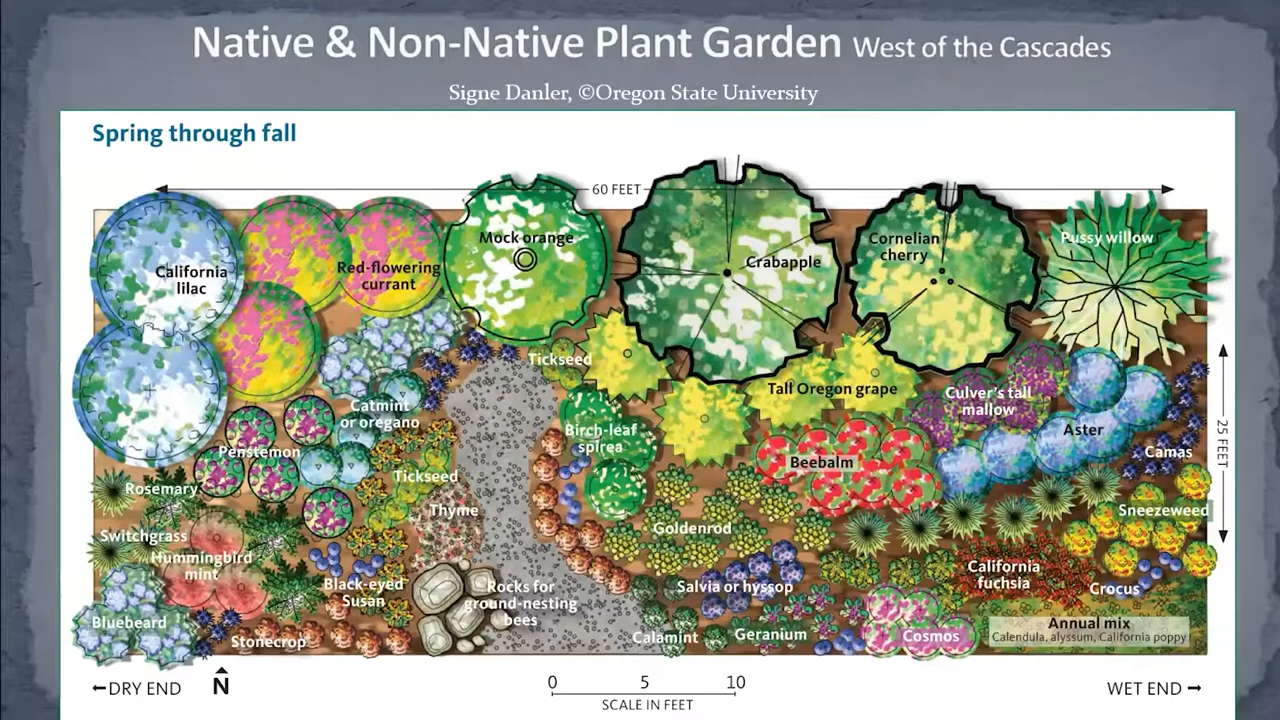 Native & Non-Native Plant Garden West of the Cascades
Signe Danler, ©Oregon State University
Spring through fall
60 FEET
Mock orange
Cornelian
cherry
Pussy willow
Crabapple
California
lilac
Red-flowering
currant
Tickseed
Tall Oregon grape
Culver's tall
mallow
Catmint
or oregano
Birch-leaf
spirea
Aster
25 FEET
Penstemon
Beebalm
Camas
Tickseed
Rosemary
Thyme
Sneezeweed
Goldenrod
Switchgrass
Hummingbird
mint
California
fuchsia
Black-eyed
Susan
Rocks for
ground-nesting
bees
Salvia or hyssop
Crocus
Bluebeard
Stonecrop
Calamint
Geranium
Cosmos
Annual mix
Calendula, alyssum, California poppy
DRY END
N
0 5 10
SCALE IN FEET
WET END